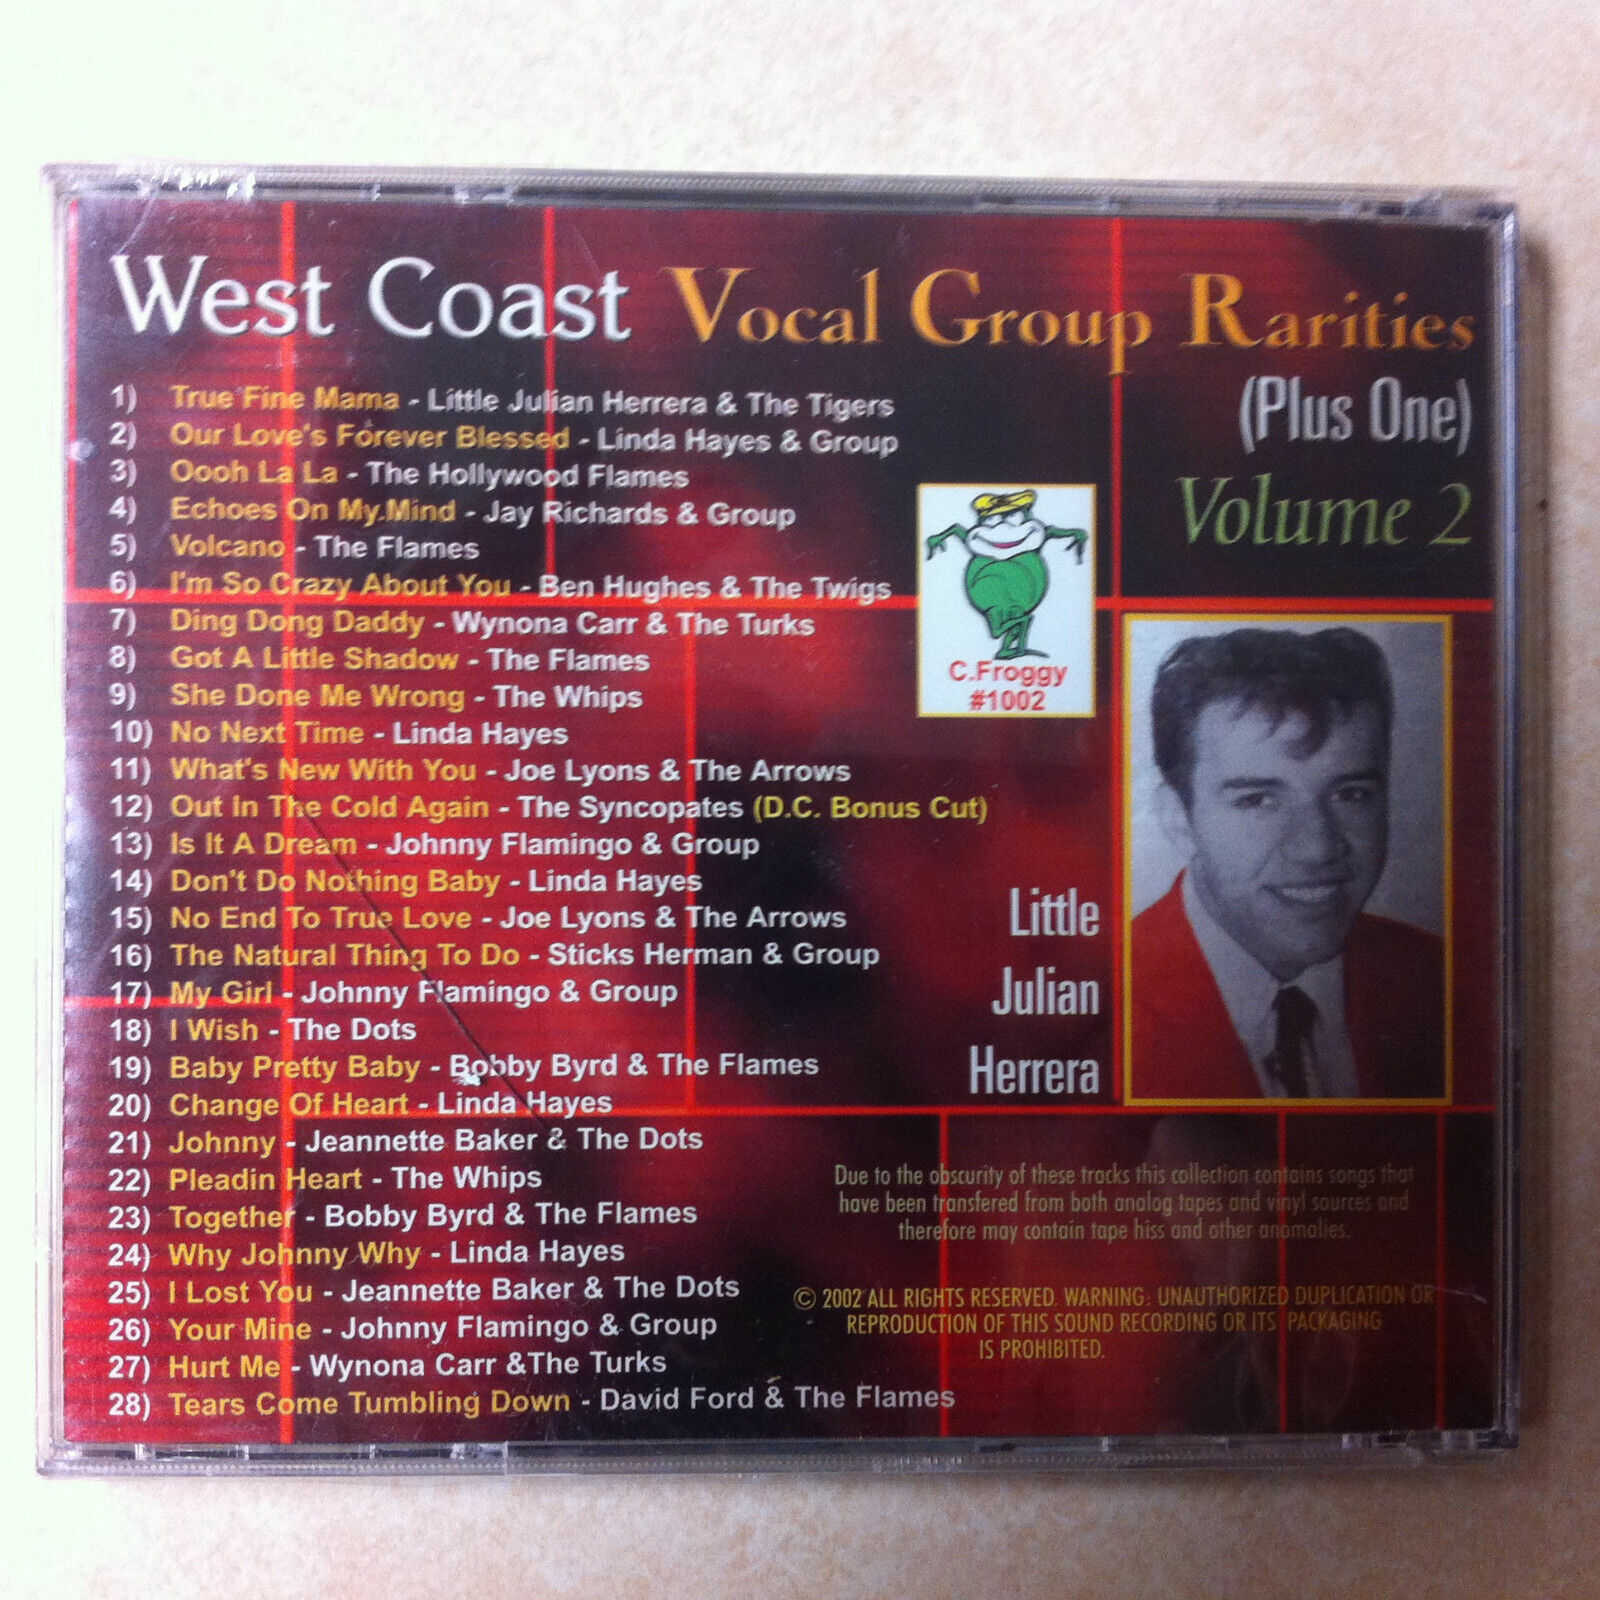 West Coast Vocal Group Rarities
(Plus One)
Volume 2
1) True Fine Mama - Little Julian Herrera & The Tigers
2) Our Love's Forever Blessed - Linda Hayes & Group
3) Oooh La La - The Hollywood Flames
4) Echoes On My.Mind - Jay Richards & Group
5) Volcano - The Flames
6) I'm So Crazy About You - Ben Hughes & The Twigs
7) Ding Dong Daddy - Wynona Carr & The Turks
8) Got A Little Shadow - The Flames
9) She Done Me Wrong - The Whips
10) No Next Time - Linda Hayes
11) What's New With You - Joe Lyons & The Arrows
12) Out In The Cold Again - The Syncopates (D.C. Bonus Cut)
13) Is It A Dream - Johnny Flamingo & Group
14) Don't Do Nothing Baby - Linda Hayes
15) No End To True Love - Joe Lyons & The Arrows
16) The Natural Thing To Do - Sticks Herman & Group
17) My Girl - Johnny Flamingo & Group
18) I Wish - The Dots
19) Baby Pretty Baby - Bobby Byrd & The Flames
20) Change Of Heart - Linda Hayes
21) Johnny - Jeannette Baker & The Dots
22) Pleadin Heart - The Whips
23) Together - Bobby Byrd & The Flames
24) Why Johnny Why - Linda Hayes
25) I Lost You - Jeannette Baker & The Dots
26) Your Mine - Johnny Flamingo & Group
27) Hurt Me - Wynona Carr &The Turks
28) Tears Come Tumbling Down - David Ford & The Flames
C.Froggy
#1002
Little
Julian
Herrera
Due to the obscurity of these tracks this collection contains songs that
have been transfered from both analog tapes and vinyl sources and
therefore may contain tape hiss and other anomalies.
© 2002 ALL RIGHTS RESERVED. WARNING: UNAUTHORIZED DUPLICATION OR
REPRODUCTION OF THIS SOUND RECORDING OR ITS PACKAGING
IS PROHIBITED.